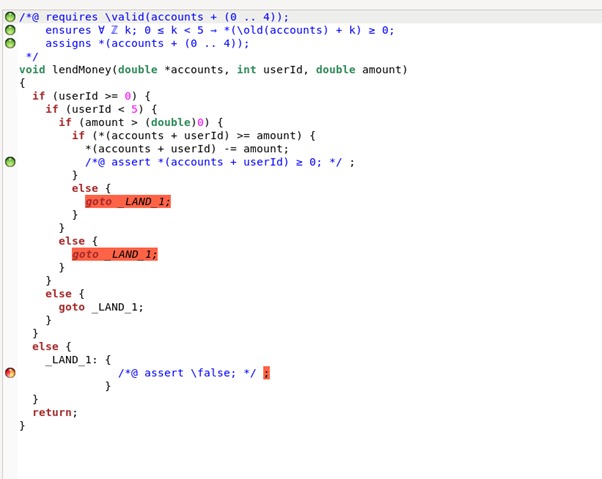 /*@ requires \valid(accounts + (0 .. 4));
ensures ∀ ℤ k; 0 ≤ k < 5 → *(\old(accounts) + k) ≥ 0;
assigns *(accounts + (0 .. 4));
*/
void lendMoney(double *accounts, int userId, double amount)
{
if (userId >= 0) {
if (userId < 5) {
if (amount > (double)0) {
if (*(accounts + userId) >= amount) {
*(accounts + userId) -= amount;
/*@ assert *(accounts + userId) ≥ 0; */ ;
}
else {
goto _LAND_1;
}
}
else {
goto _LAND_1;
}
}
else {
goto _LAND_1;
}
}
else {
_LAND_1: {
/*@ assert \false; */ ;
}
}
return;
}